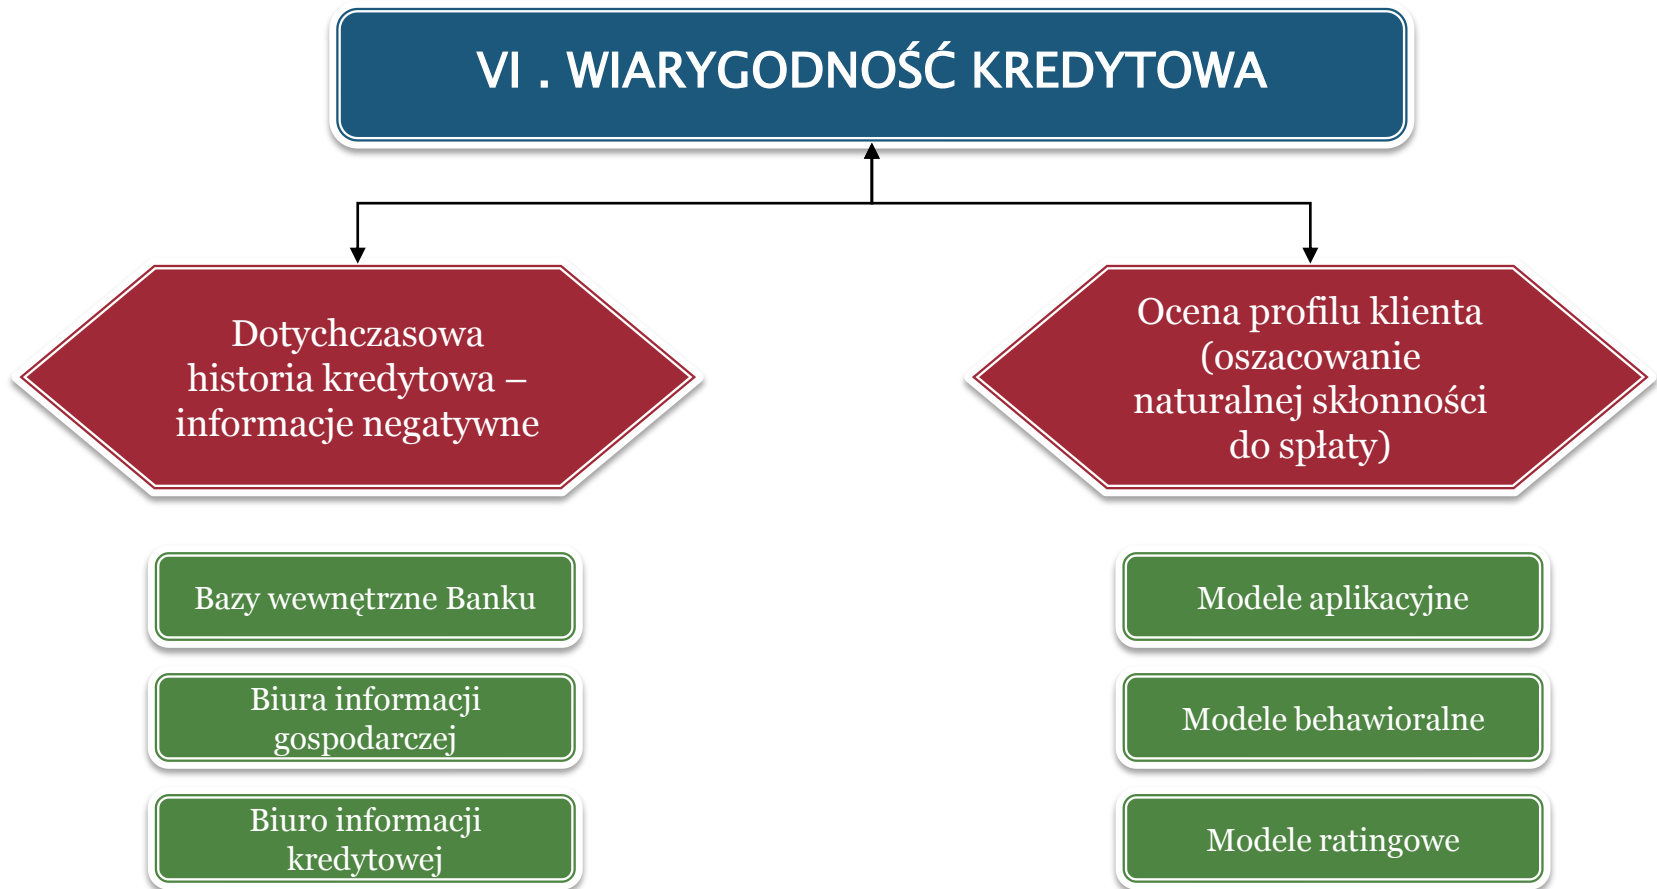 VI . WIARYGODNOŚĆ KREDYTOWA
Dotychczasowa
historia kredytowa –
informacje negatywne
Ocena profilu klienta
(oszacowanie
naturalnej skłonności
do spłaty)
Bazy wewnętrzne Banku
Biura informacji
gospodarczej
Biuro informacji
kredytowej
Modele aplikacyjne
Modele behawioralne
Modele ratingowe